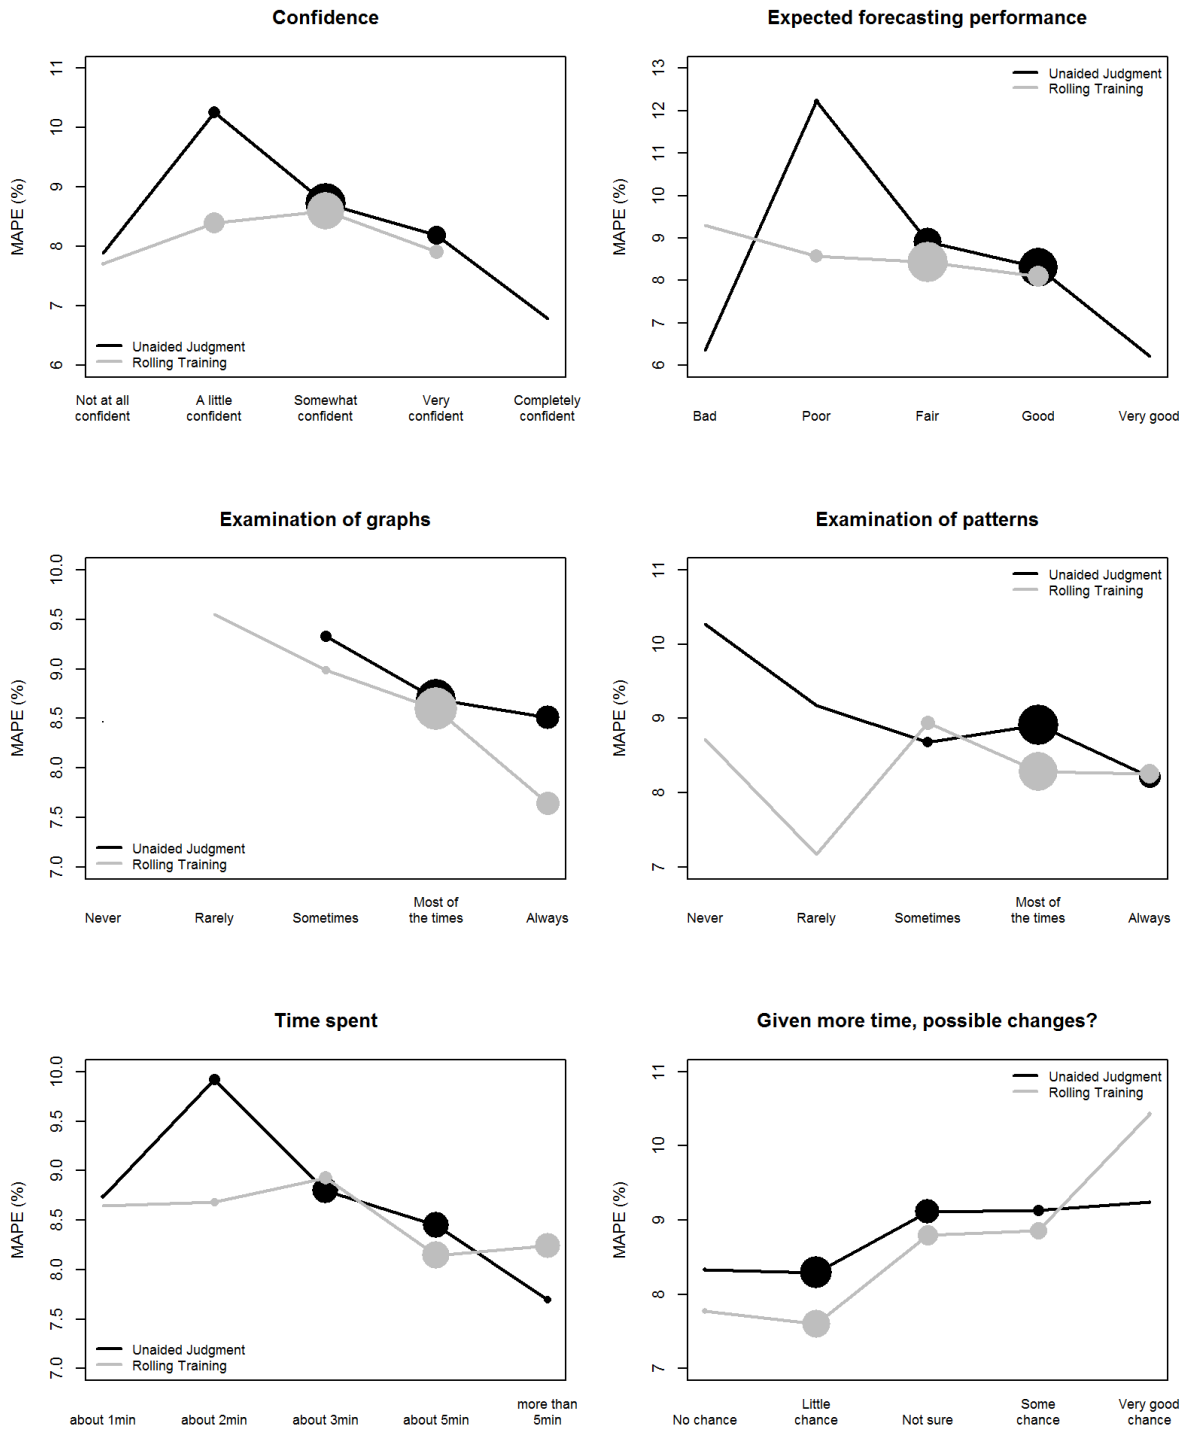 Confidence
MAPE (%)
11
10
9
8
7
6
Unaided Judgment
Rolling Training
Not at all confident
A little confident
Somewhat confident
Very confident
Completely confident
Expected forecasting performance
MAPE (%)
13
12
11
10
9
8
7
6
Unaided Judgment
Rolling Training
Bad
Poor
Fair
Good
Very good
Examination of graphs
MAPE (%)
10.0
9.5
9.0
8.5
8.0
7.5
7.0
Unaided Judgment
Rolling Training
Never
Rarely
Sometimes
Most of the times
Always
Examination of patterns
MAPE (%)
11
10
9
8
7
Unaided Judgment
Rolling Training
Never
Rarely
Sometimes
Most of the times
Always
Time spent
MAPE (%)
10.0
9.5
9.0
8.5
8.0
7.5
7.0
Unaided Judgment
Rolling Training
about 1min
about 2min
about 3min
about 5min
more than 5min
Given more time, possible changes?
MAPE (%)
11
10
9
8
7
Unaided Judgment
Rolling Training
No chance
Little chance
Not sure
Some chance
Very good chance